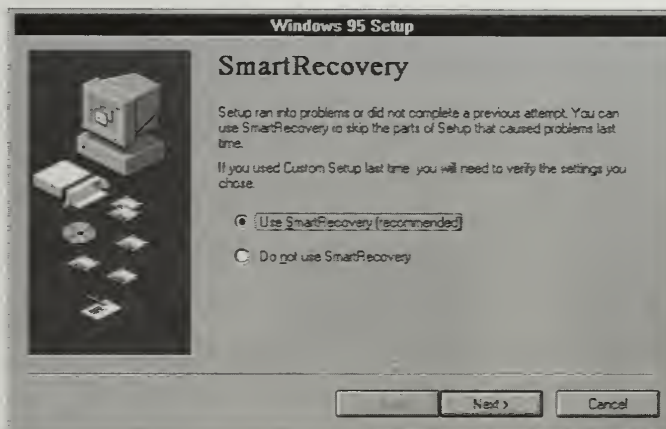 Windows 95 Setup
SmartRecovery
Setup ran into problems or did not complete a previous attempt. You can
use SmartRecovery to skip the parts of Setup that caused problems last
time.
If you used Custom Setup last time, you will need to verify the settings you
chose.
Use SmartRecovery (recommended)
Do not use SmartRecovery
Next >
Cancel